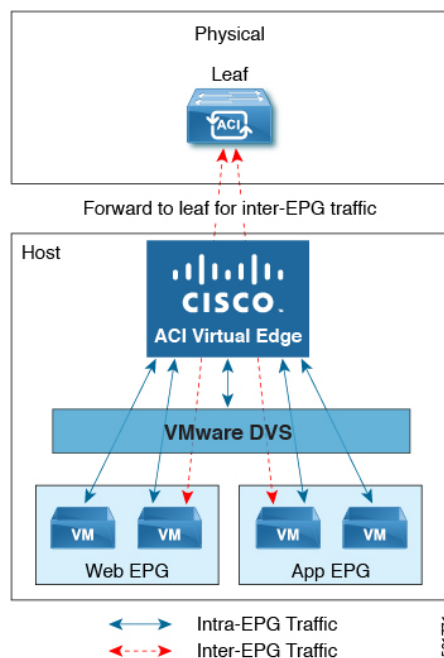 Physical
Leaf
ACI
Forward to leaf for inter-EPG traffic
Host
CISCO
ACI Virtual Edge
VMware DVS
VM VM VM VM
Web EPG App EPG
Intra-EPG Traffic
Inter-EPG Traffic